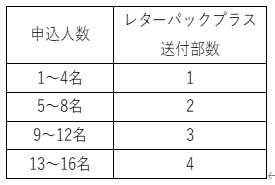 申込人数 レターパックプラス
送付部数
1～4名 1
5～8名 2
9～12名 3
13～16名 4